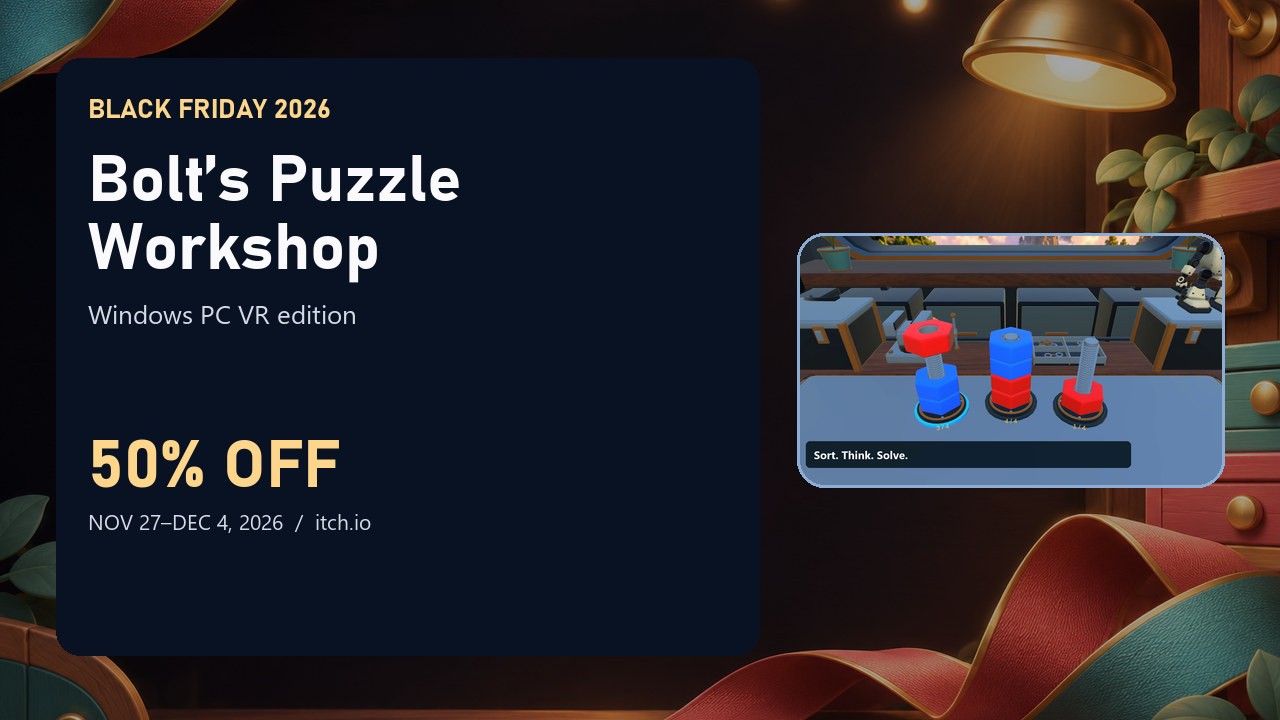 BLACK FRIDAY 2026
Bolt’s Puzzle
Workshop
Windows PC VR edition
50% OFF
NOV 27–DEC 4, 2026 / itch.io
Sort. Think. Solve.